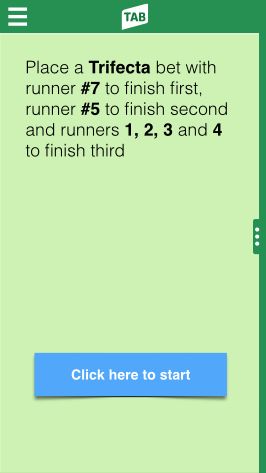 TAB
Place a Trifecta bet with
runner #7 to finish first,
runner #5 to finish second
and runners 1, 2, 3 and 4
to finish third
Click here to start